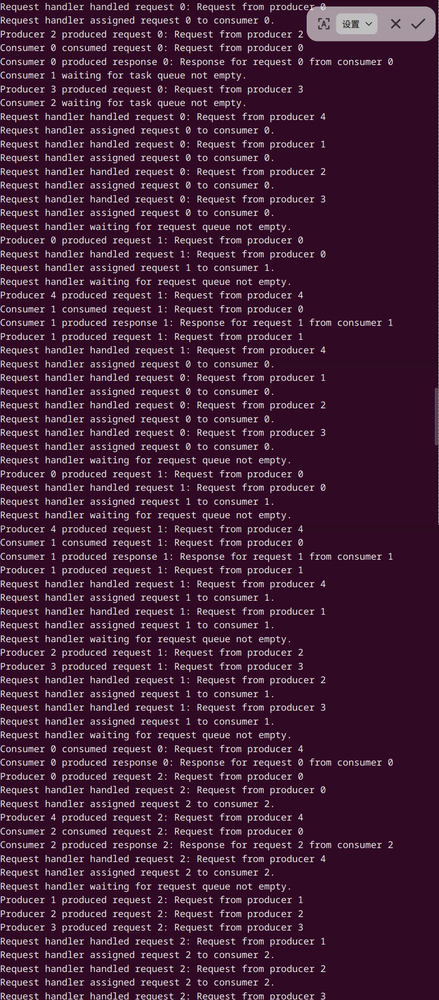 Request handler handled request 0: Request from producer 0
设置
Request handler assigned request 0 to consumer 0.
Producer 2 produced request 0: Request from producer 2
Consumer 0 consumed request 0: Request from producer 0
Consumer 0 produced response 0: Response for request 0 from consumer 0
Consumer 1 waiting for task queue not empty.
Producer 3 produced request 0: Request from producer 3
Consumer 2 waiting for task queue not empty.
Request handler handled request 0: Request from producer 4
Request handler assigned request 0 to consumer 0.
Request handler handled request 0: Request from producer 1
Request handler assigned request 0 to consumer 0.
Request handler handled request 0: Request from producer 2
Request handler assigned request 0 to consumer 0.
Request handler handled request 0: Request from producer 3
Request handler assigned request 0 to consumer 0.
Request handler waiting for request queue not empty.
Producer 0 produced request 1: Request from producer 0
Request handler handled request 1: Request from producer 0
Request handler assigned request 1 to consumer 1.
Request handler waiting for request queue not empty.
Producer 4 produced request 1: Request from producer 4
Consumer 1 consumed request 1: Request from producer 0
Consumer 1 produced response 1: Response for request 1 from consumer 1
Producer 1 produced request 1: Request from producer 1
Request handler handled request 1: Request from producer 4
Request handler assigned request 0 to consumer 0.
Request handler handled request 0: Request from producer 1
Request handler assigned request 0 to consumer 0.
Request handler handled request 0: Request from producer 2
Request handler assigned request 0 to consumer 0.
Request handler handled request 0: Request from producer 3
Request handler assigned request 0 to consumer 0.
Request handler waiting for request queue not empty.
Producer 0 produced request 1: Request from producer 0
Request handler handled request 1: Request from producer 0
Request handler assigned request 1 to consumer 1.
Request handler waiting for request queue not empty.
Producer 4 produced request 1: Request from producer 4
Consumer 1 consumed request 1: Request from producer 0
Consumer 1 produced response 1: Response for request 1 from consumer 1
Producer 1 produced request 1: Request from producer 1
Request handler handled request 1: Request from producer 4
Request handler assigned request 1 to consumer 1.
Request handler handled request 1: Request from producer 1
Request handler assigned request 1 to consumer 1.
Request handler waiting for request queue not empty.
Producer 2 produced request 1: Request from producer 2
Producer 3 produced request 1: Request from producer 3
Request handler handled request 1: Request from producer 2
Request handler assigned request 1 to consumer 1.
Request handler handled request 1: Request from producer 3
Request handler assigned request 1 to consumer 1.
Request handler waiting for request queue not empty.
Consumer 0 consumed request 0: Request from producer 4
Consumer 0 produced response 0: Response for request 0 from consumer 0
Producer 0 produced request 2: Request from producer 0
Request handler handled request 2: Request from producer 0
Request handler assigned request 2 to consumer 2.
Producer 4 produced request 2: Request from producer 4
Consumer 2 consumed request 2: Request from producer 0
Consumer 2 produced response 2: Response for request 2 from consumer 2
Request handler handled request 2: Request from producer 4
Request handler assigned request 2 to consumer 2.
Request handler waiting for request queue not empty.
Producer 1 produced request 2: Request from producer 1
Producer 2 produced request 2: Request from producer 2
Producer 3 produced request 2: Request from producer 3
Request handler handled request 2: Request from producer 1
Request handler assigned request 2 to consumer 2.
Request handler handled request 2: Request from producer 2
Request handler assigned request 2 to consumer 2.
Request handler handled request 2: Request from producer 3